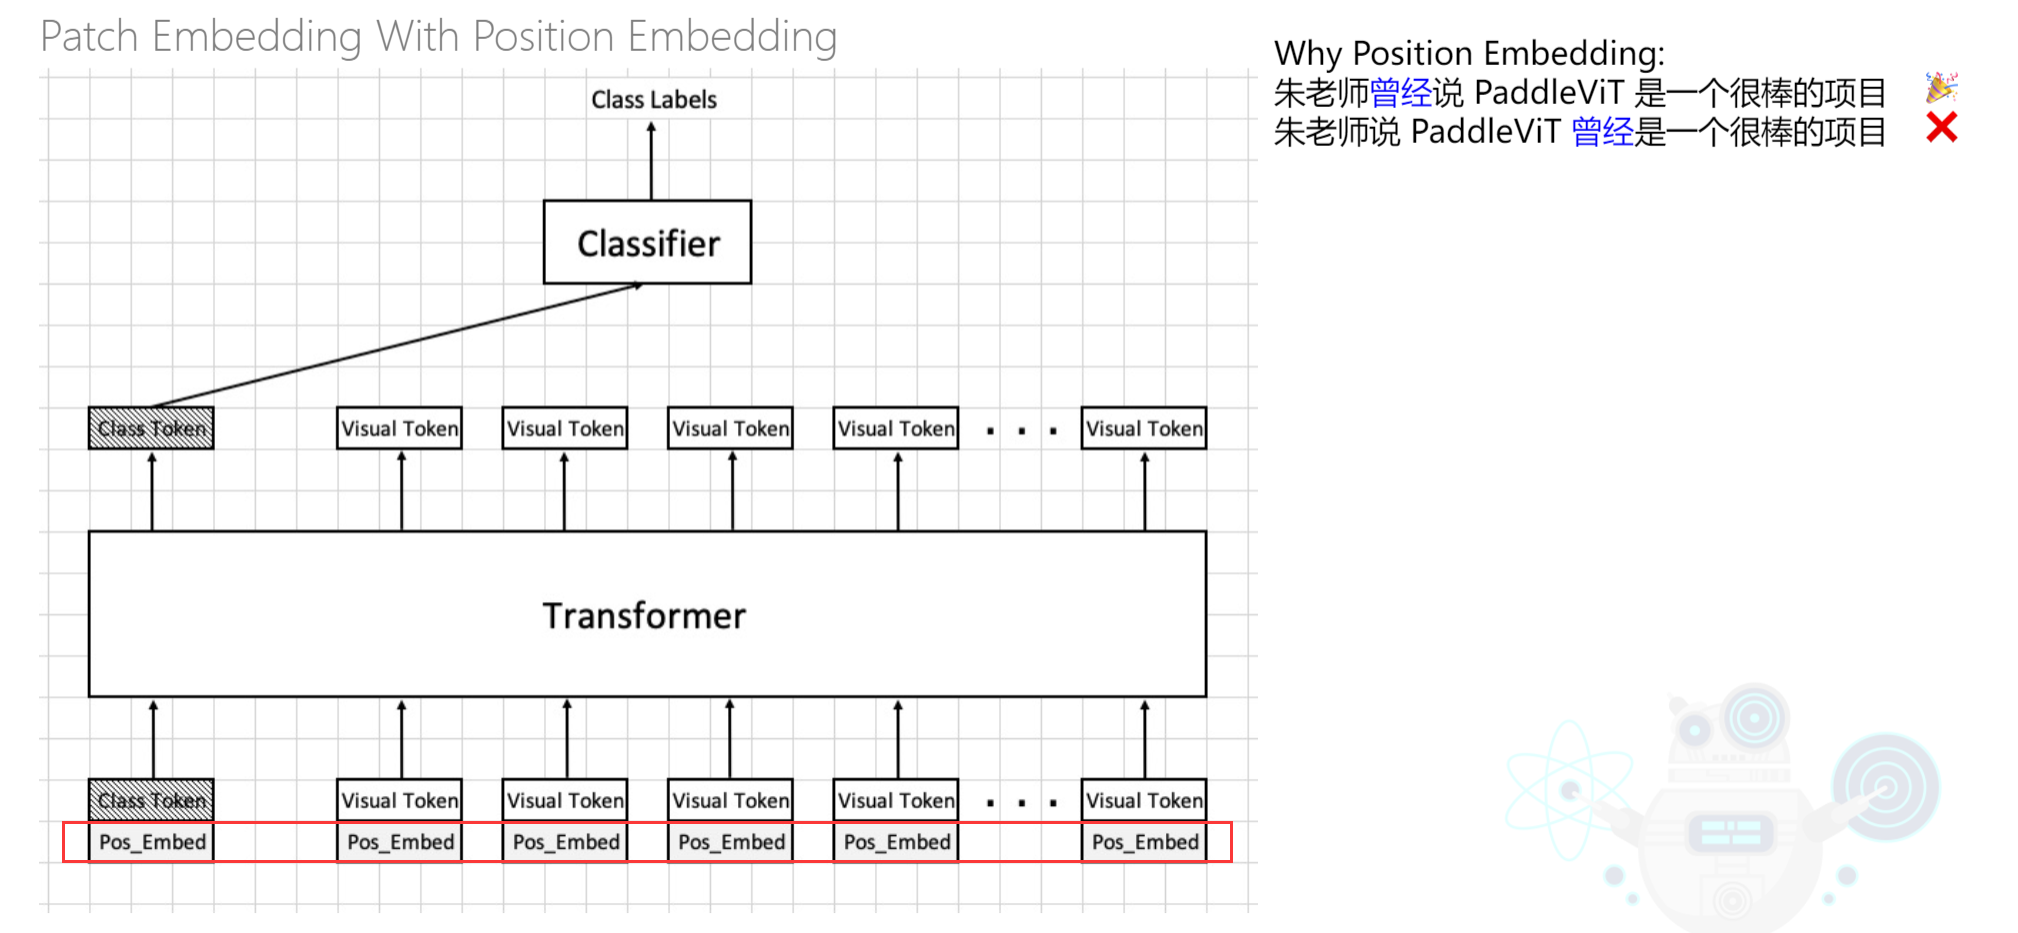 Patch Embedding With Position Embedding
Why Position Embedding:
朱老师曾经说 PaddleViT 是一个很棒的项目
朱老师说 PaddleViT 曾经是一个很棒的项目
Class Labels
Classifier
Class Token Visual Token Visual Token Visual Token Visual Token . . . Visual Token
Transformer
Class Token Visual Token Visual Token Visual Token Visual Token . . . Visual Token
Pos_Embed Pos_Embed Pos_Embed Pos_Embed Pos_Embed Pos_Embed